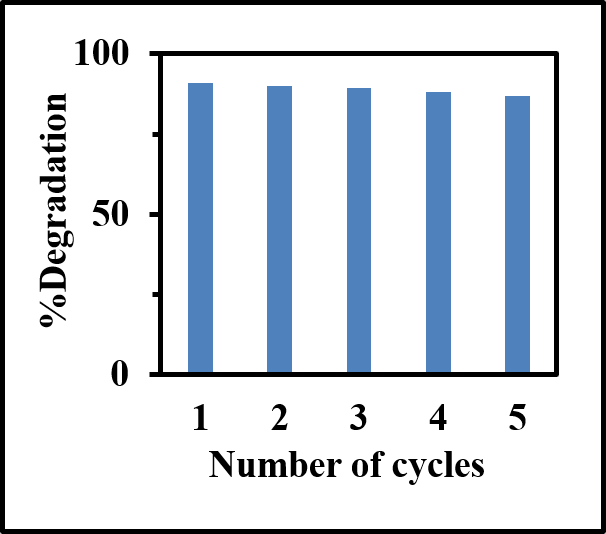 100
50
0
%Degradation
1 2 3 4 5
Number of cycles